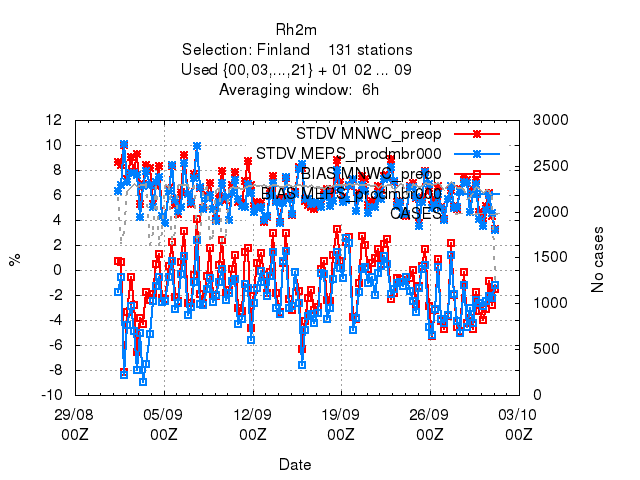 Rh2m
Selection: Finland    131 stations
Used {00,03,...,21} + 01 02 ... 09
Averaging window:  6h
STDV MNWC_preop
STDV MEPS_prodmbr000
BIAS MNWC_preop
BIAS MEPS_prodmbr000
CASES
%
12
10
8
6
4
2
0
-2
-4
-6
-8
-10
3000
2500
2000
1500
1000
500
0
No cases
29/08 05/09 12/09 19/09 26/09 03/10
00Z 00Z 00Z 00Z 00Z 00Z
Date